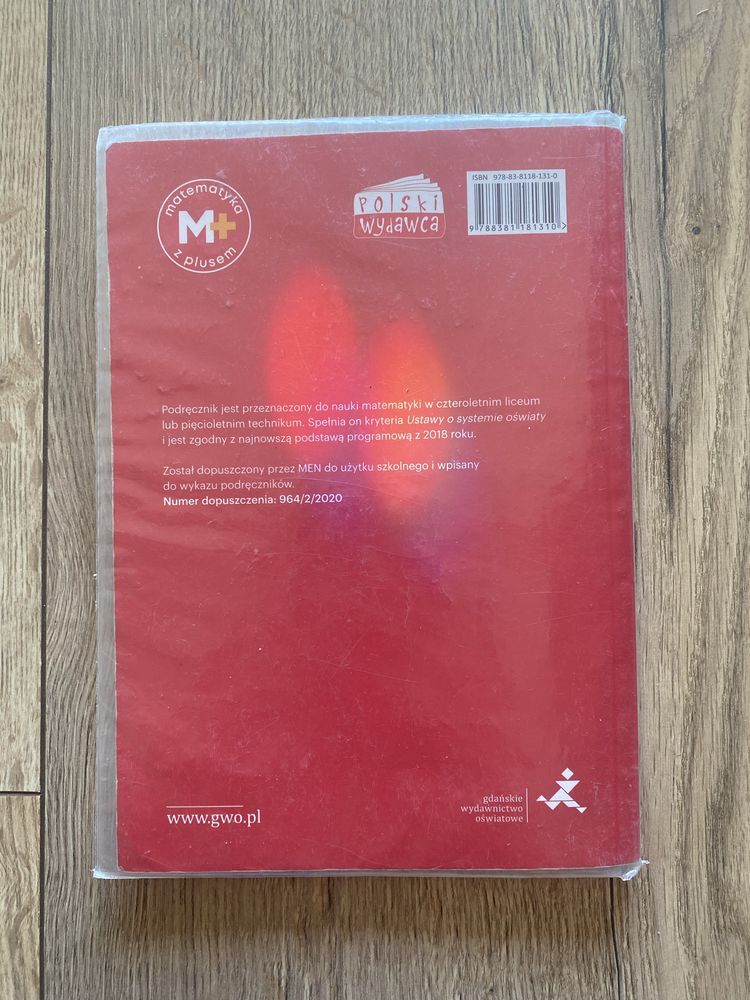 matematyka
M+
z plusem
Polski
wydawca
ISBN 978-83-8118-131-0
9 788381 181310 >
Podręcznik jest przeznaczony do nauki matematyki w czteroletnim liceum
lub pięcioletnim technikum. Spełnia on kryteria Ustawy o systemie oświaty
i jest zgodny z najnowszą podstawą programową z 2018 roku.
Został dopuszczony przez MEN do użytku szkolnego i wpisany
do wykazu podręczników.
Numer dopuszczenia: 964/2/2020
www.gwo.pl
gdańskie
wydawnictwo
oświatowe